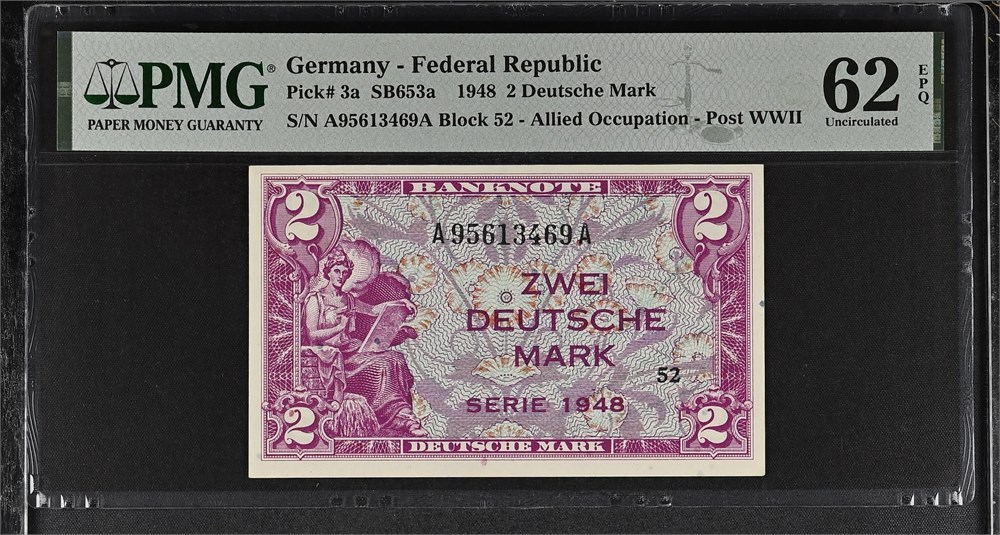 PMG®
PAPER MONEY GUARANTY
Germany - Federal Republic
Pick# 3a SB653a 1948 2 Deutsche Mark
S/N A95613469A Block 52 - Allied Occupation - Post WWII
62
EPQ
Uncirculated
2
BANKNOTE
2
A95613469A
ZWEI
DEUTSCHE
MARK
52
SERIE 1948
2
DEUTSCHE MARK
2